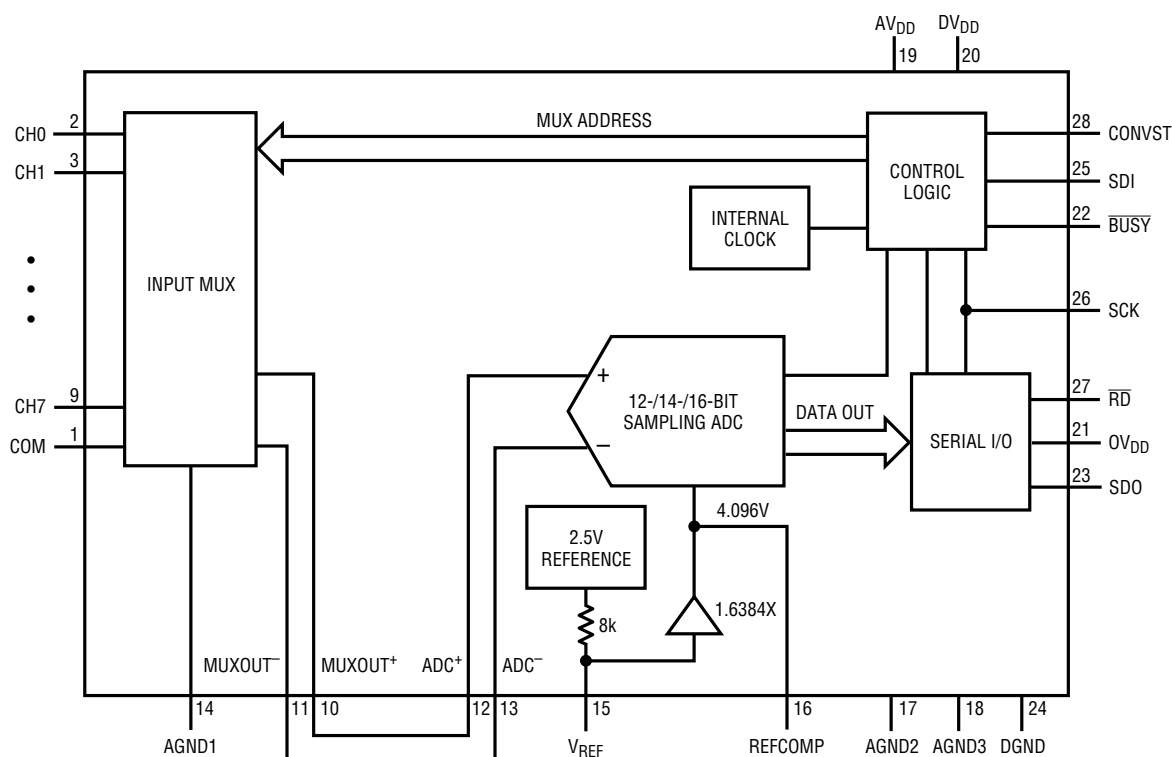 AVDD DVDD
19 20
MUX ADDRESS
CH0 2
CH1 3
28 CONVST
CONTROL
LOGIC
25 SDI
INTERNAL
CLOCK
22 BUSY
INPUT MUX
26 SCK
+
12-/14-/16-BIT
SAMPLING ADC
−
DATA OUT
CH7 9
COM 1
27 RD
SERIAL I/O
21 OVDD
23 SDO
4.096V
2.5V
REFERENCE
1.6384X
8k
MUXOUT− MUXOUT+ ADC+ ADC−
14 11 10 12 13 15 16 17 18 24
AGND1 VREF REFCOMP AGND2 AGND3 DGND